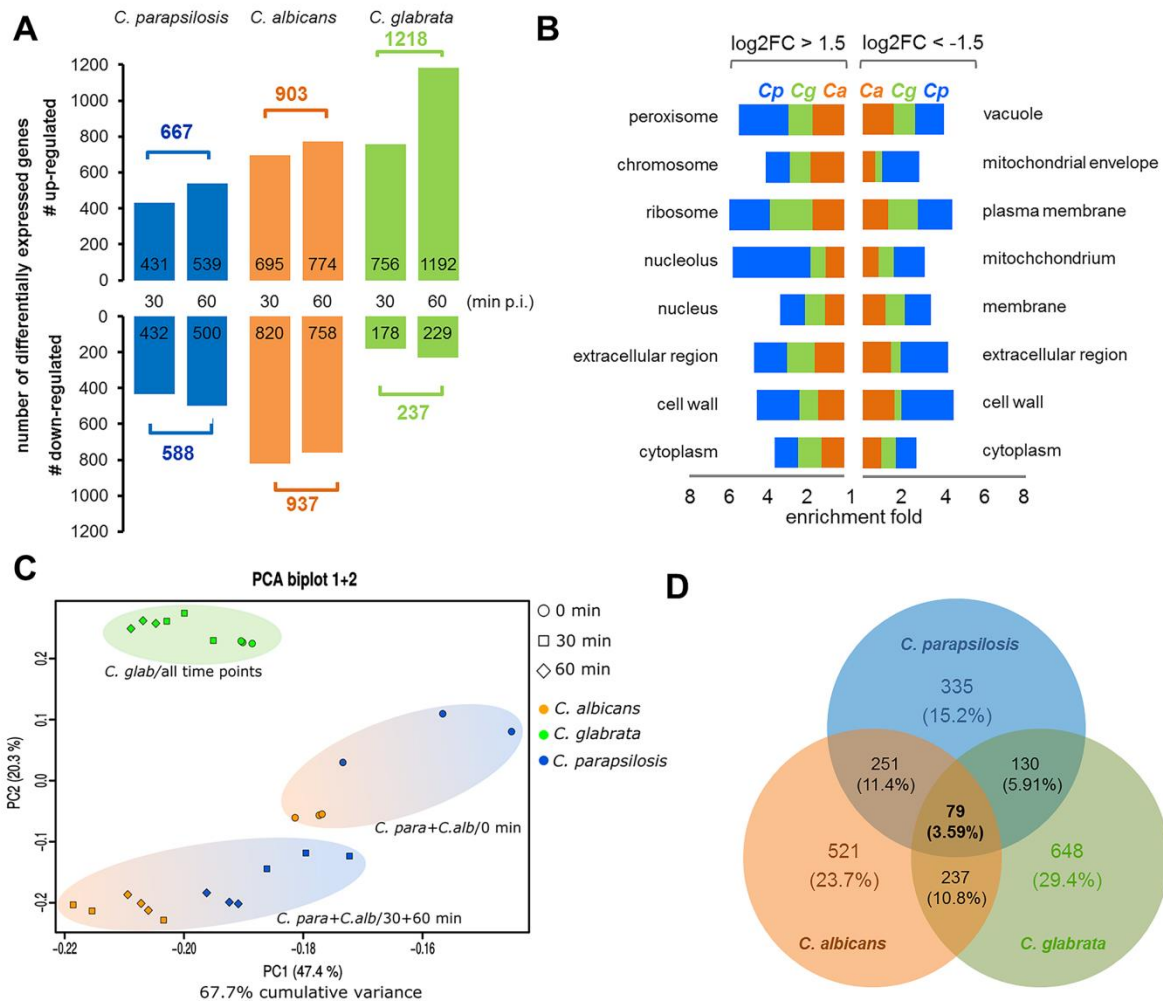 A
C. parapsilosis
C. albicans
C. glabrata
number of differentially expressed genes
# up-regulated
# down-regulated
1200
1000
800
600
400
200
0
667
903
1218
431
539
695
774
756
1192
30
60
30
60
30
60
(min p.i.)
0
200
400
600
800
1000
1200
432
500
820
758
178
229
588
937
237
B
log2FC > 1.5
log2FC < -1.5
Cp Cg Ca
Ca Cg Cp
peroxisome
vacuole
chromosome
mitochondrial envelope
ribosome
plasma membrane
nucleolus
mitochchondrium
nucleus
membrane
extracellular region
extracellular region
cell wall
cell wall
cytoplasm
cytoplasm
8 6 4 2 1 2 4 6 8
enrichment fold
C
PCA biplot 1+2
PC2 (20.3 %)
0.2
0.1
0.0
−0.11
−0.2
C. glab/all time points
C. para+C.alb/0 min
C. para+C.alb/30+60 min
−0.22
−0.20
−0.18
−0.16
PC1 (47.4 %)
67.7% cumulative variance
0 min
30 min
60 min
C. albicans
C. glabrata
C. parapsilosis
D
C. parapsilosis
335
(15.2%)
251
(11.4%)
130
(5.91%)
79
(3.59%)
521
(23.7%)
648
(29.4%)
237
(10.8%)
C. albicans
C. glabrata